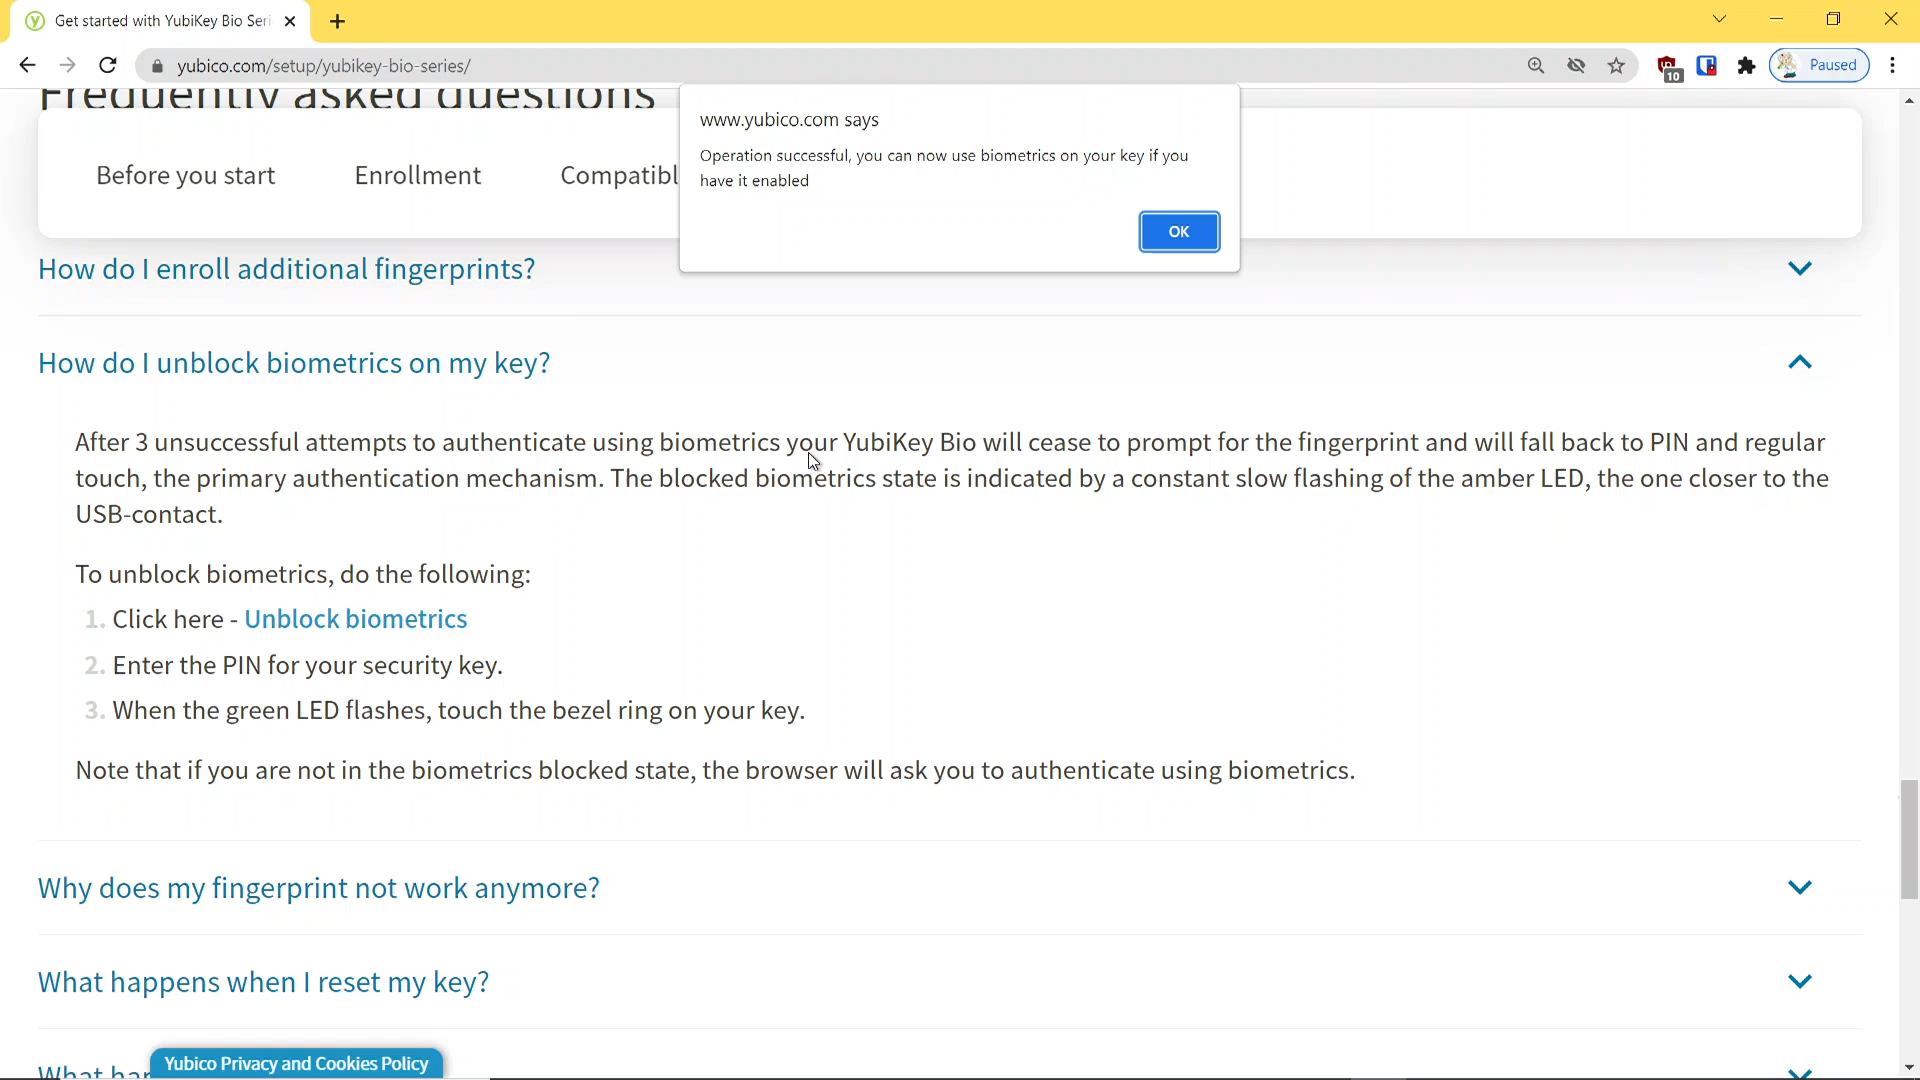 Get started with YubiKey Bio Seri
yubico.com/setup/yubikey-bio-series/
10
Paused
Frequently asked questions
www.yubico.com says
Operation successful, you can now use biometrics on your key if you
have it enabled
OK
Before you start
Enrollment
Compatibl
How do I enroll additional fingerprints?
How do I unblock biometrics on my key?
After 3 unsuccessful attempts to authenticate using biometrics your YubiKey Bio will cease to prompt for the fingerprint and will fall back to PIN and regular
touch, the primary authentication mechanism. The blocked biometrics state is indicated by a constant slow flashing of the amber LED, the one closer to the
USB-contact.
To unblock biometrics, do the following:
1. Click here - Unblock biometrics
2. Enter the PIN for your security key.
3. When the green LED flashes, touch the bezel ring on your key.
Note that if you are not in the biometrics blocked state, the browser will ask you to authenticate using biometrics.
Why does my fingerprint not work anymore?
What happens when I reset my key?
What har
Yubico Privacy and Cookies Policy